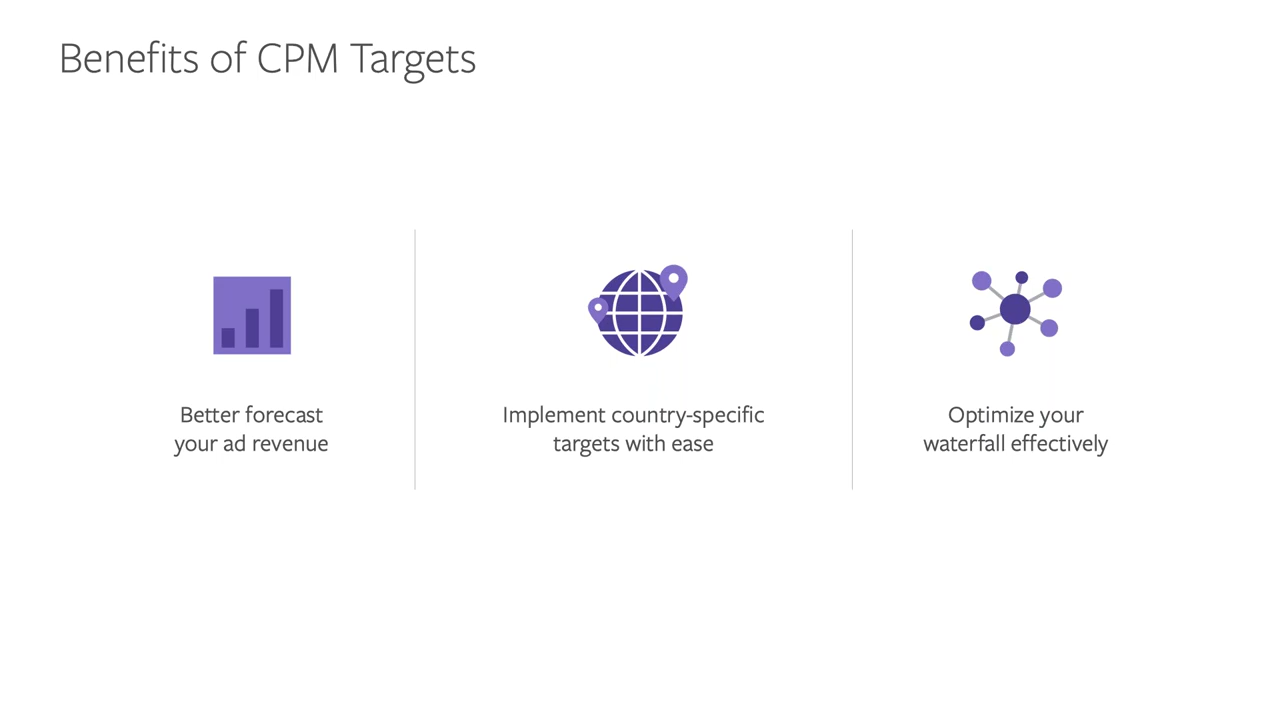 Benefits of CPM Targets
Better forecast
your ad revenue
Implement country-specific
targets with ease
Optimize your
waterfall effectively